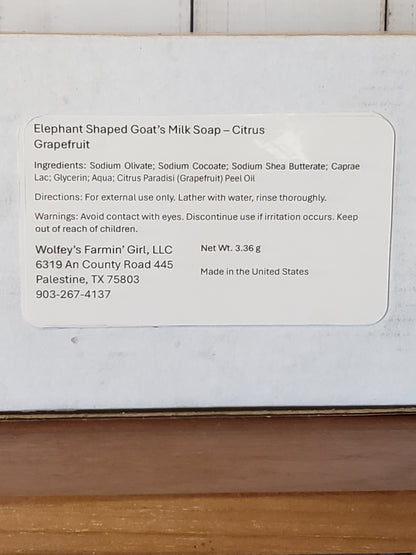 Elephant Shaped Goat's Milk Soap – Citrus
Grapefruit
Ingredients: Sodium Olivate; Sodium Cocoate; Sodium Shea Butterate; Caprae
Lac; Glycerin; Aqua; Citrus Paradisi (Grapefruit) Peel Oil
Directions: For external use only. Lather with water, rinse thoroughly.
Warnings: Avoid contact with eyes. Discontinue use if irritation occurs. Keep
out of reach of children.
Wolfey's Farmin' Girl, LLC
6319 An County Road 445
Palestine, TX 75803
903-267-4137
Net Wt. 3.36 g
Made in the United States